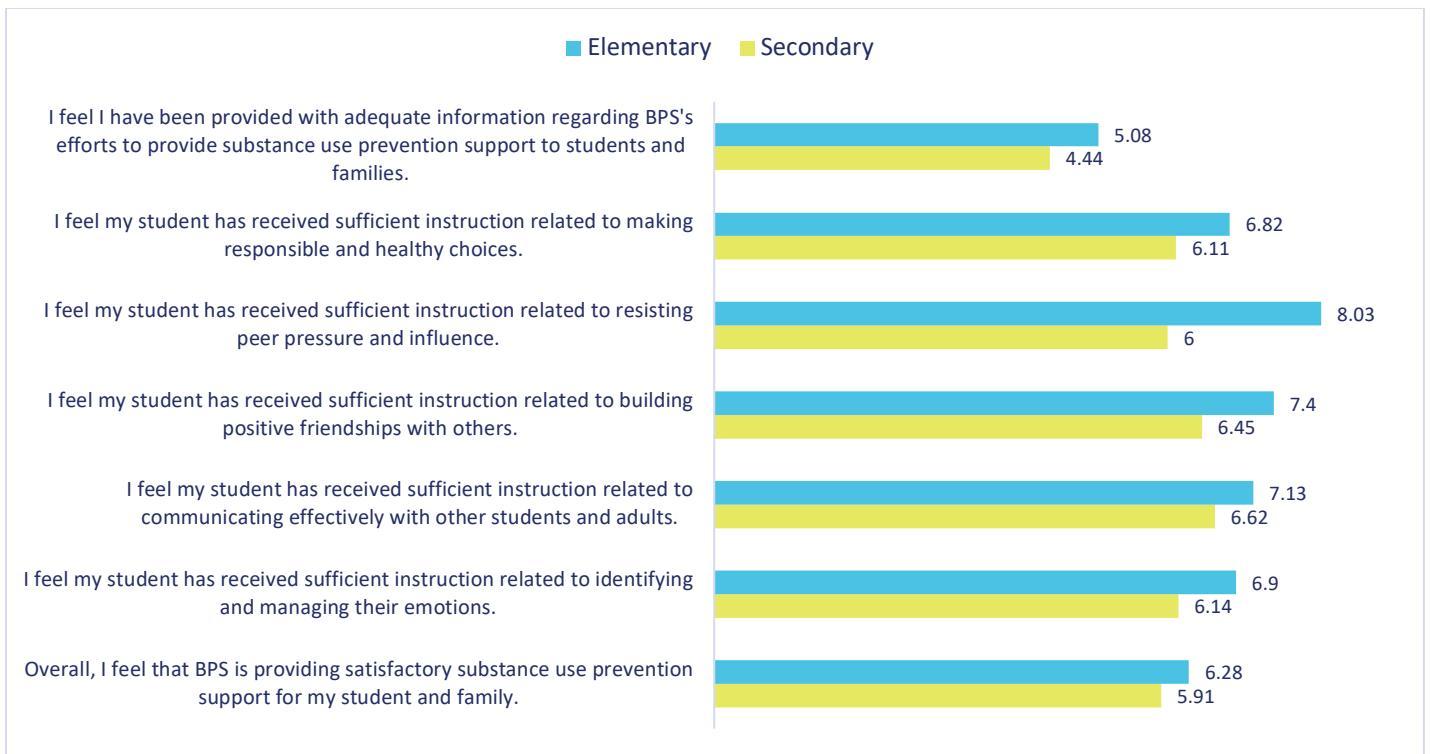 Elementary Secondary
I feel I have been provided with adequate information regarding BPS's
efforts to provide substance use prevention support to students and
families.
5.08
4.44
I feel my student has received sufficient instruction related to making
responsible and healthy choices.
6.82
6.11
I feel my student has received sufficient instruction related to resisting
peer pressure and influence.
8.03
6
I feel my student has received sufficient instruction related to building
positive friendships with others.
7.4
6.45
I feel my student has received sufficient instruction related to
communicating effectively with other students and adults.
7.13
6.62
I feel my student has received sufficient instruction related to identifying
and managing their emotions.
6.9
6.14
Overall, I feel that BPS is providing satisfactory substance use prevention
support for my student and family.
6.28
5.91